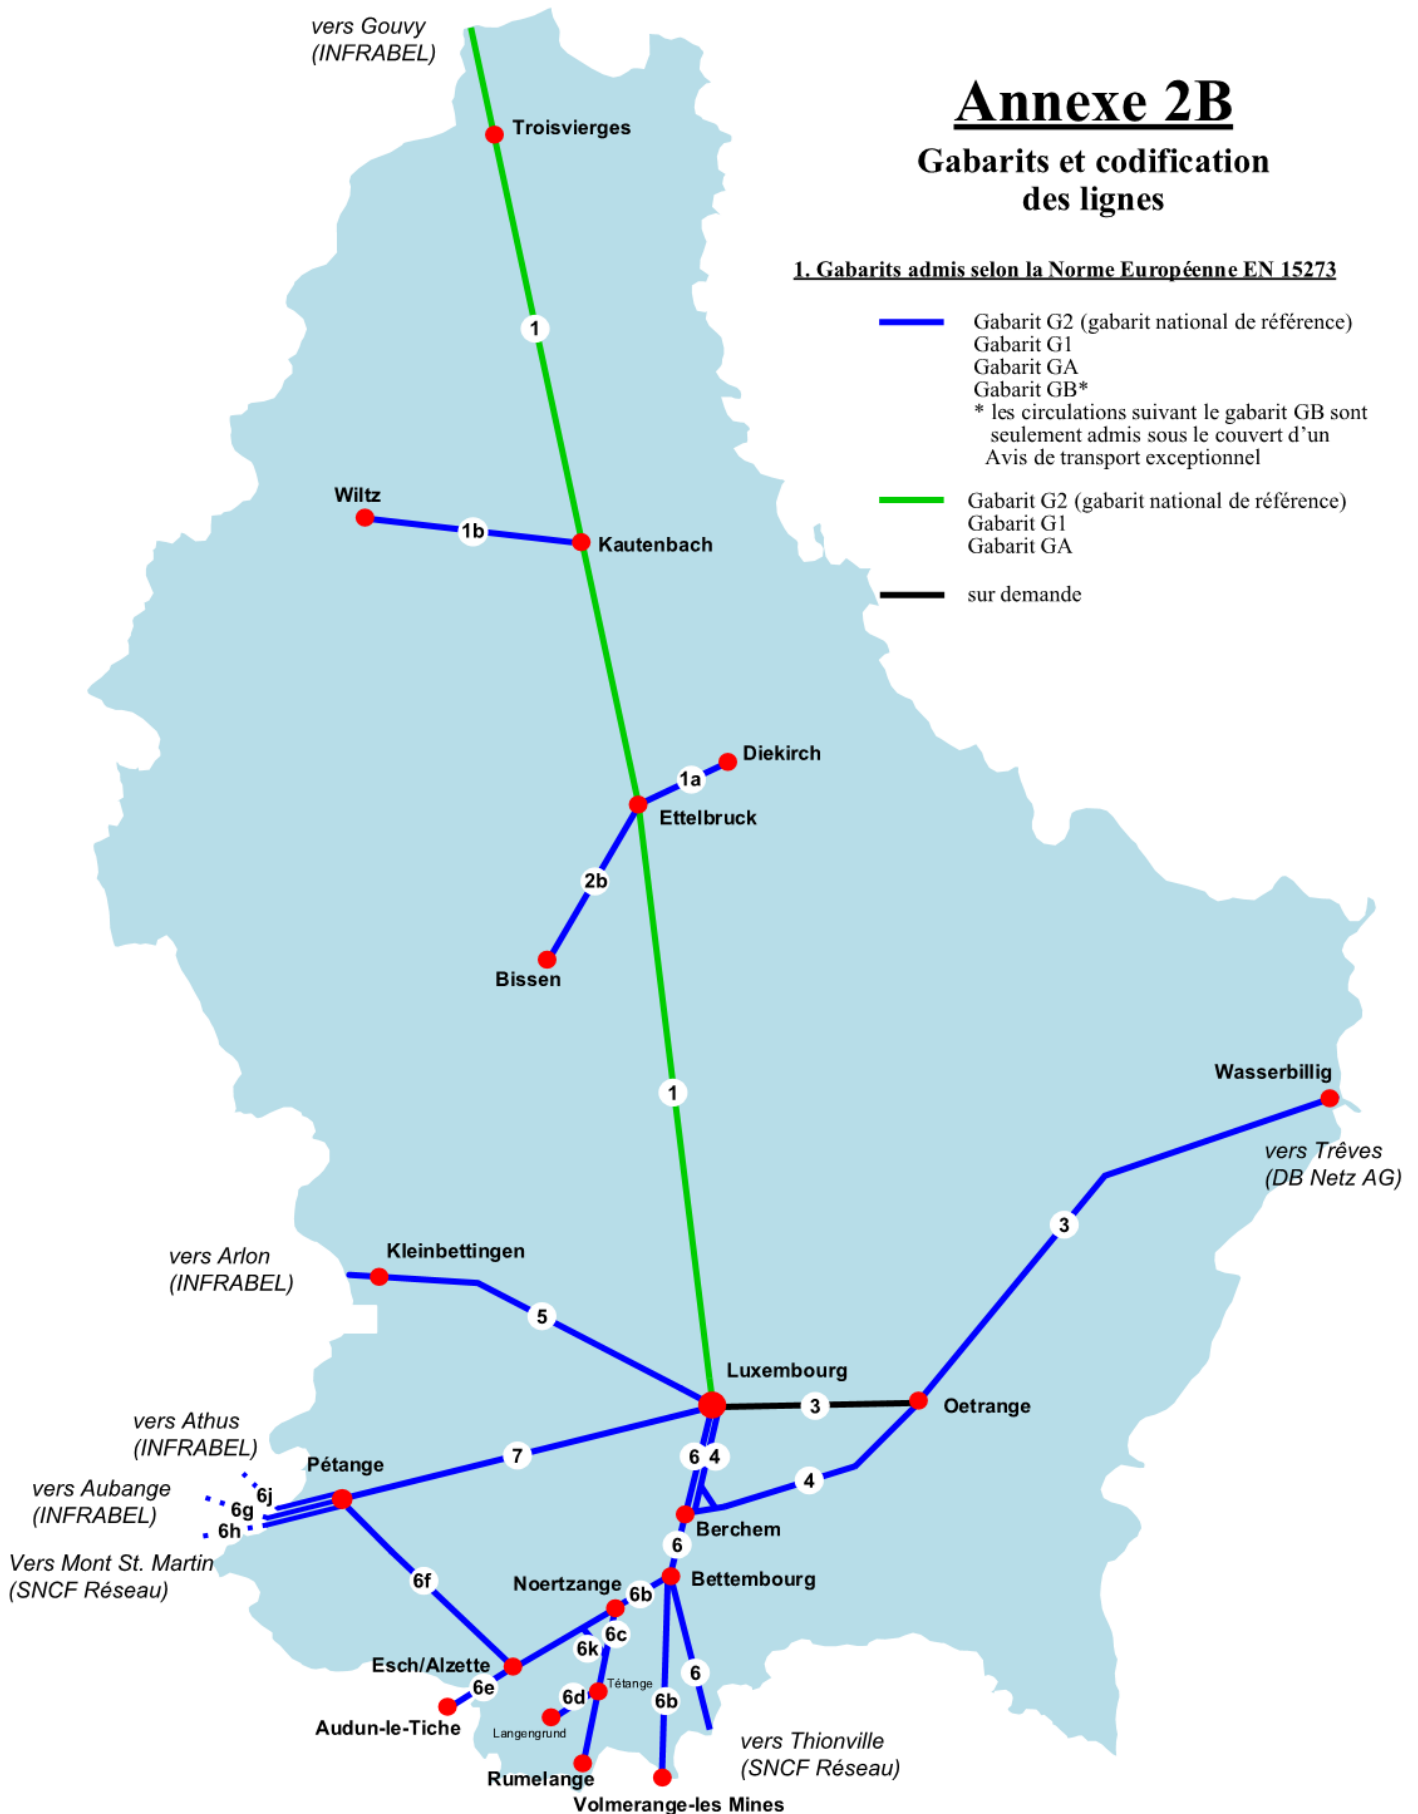 vers Gouvy
(INFRABEL)
Troisvierges
Annexe 2B
Gabarits et codification
des lignes
1. Gabarits admis selon la Norme Européenne EN 15273
Gabarit G2 (gabarit national de référence)
Gabarit G1
Gabarit GA
Gabarit GB*
* les circulations suivant le gabarit GB sont
seulement admis sous le couvert d'un
Avis de transport exceptionnel
Gabarit G2 (gabarit national de référence)
Gabarit G1
Gabarit GA
sur demande
1
Wiltz
1b
Kautenbach
Diekirch
1a
Ettelbruck
2b
Bissen
1
Wasserbillig
vers Trêves
(DB Netz AG)
3
vers Arlon
(INFRABEL)
Kleinbettingen
5
Luxembourg
3
Oetrange
vers Athus
(INFRABEL)
Pétange
7
6
4
4
vers Aubange
(INFRABEL)
6j
6g
6h
Berchem
Vers Mont St. Martin
(SNCF Réseau)
6
6f
Noertzange
6b
Bettembourg
6c
6k
Esch/Alzette
6e
6d
Tétange
6
6b
Audun-le-Tiche
Langengrund
vers Thionville
(SNCF Réseau)
Rumelange
Volmerange-les Mines